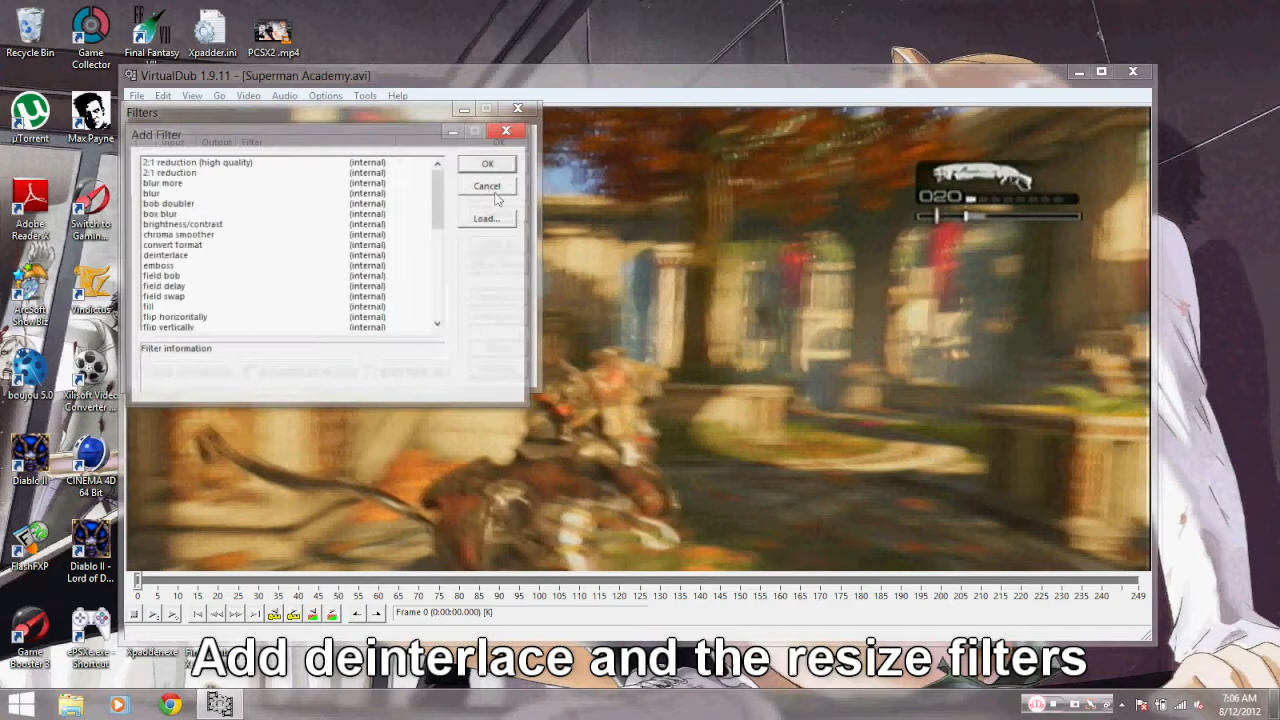 Recycle Bin
Game
Collector
Final Fantasy
VII
Xpadder.ini
PCSX2 .mp4
VirtualDub 1.9.11 - [Superman Academy.avi]
File Edit View Go Video Audio Options Tools Help
Filters
Add Filter
Input Output Filter OK
2:1 reduction (high quality) (internal)
2:1 reduction (internal)
blur more (internal)
blur (internal)
bob doubler (internal)
box blur (internal)
brightness/contrast (internal)
chroma smoother (internal)
convert format (internal)
deinterlace (internal)
emboss (internal)
field bob (internal)
field delay (internal)
field swap (internal)
fill (internal)
flip horizontally (internal)
flip vertically (internal)
OK
Cancel
Load...
Filter information
020
µTorrent
Max Payne
Adobe
Reader X
Switch to
Gamin...
ArcSoft
ShowBiz
Vindictus
boujou 5.0
Xilisoft Video
Converter ...
Diablo II
CINEMA 4D
64 Bit
FlashFXP
Diablo II -
Lord of D...
Game
Booster 3
ePSXe.exe -
Shortcut
Xpadder.exe
0 5 10 15 20 25 30 35 40 45 50 55 60 65 70 75 80 85 90 95 100 105 110 115 120 125 130 135 140 145 150 155 160 165 170 175 180 185 190 195 200 205 210 215 220 225 230 235 240 249
Frame 0 (0:00:00.000) [K]
Add deinterlace and the resize filters
7:06 AM
8/12/2012